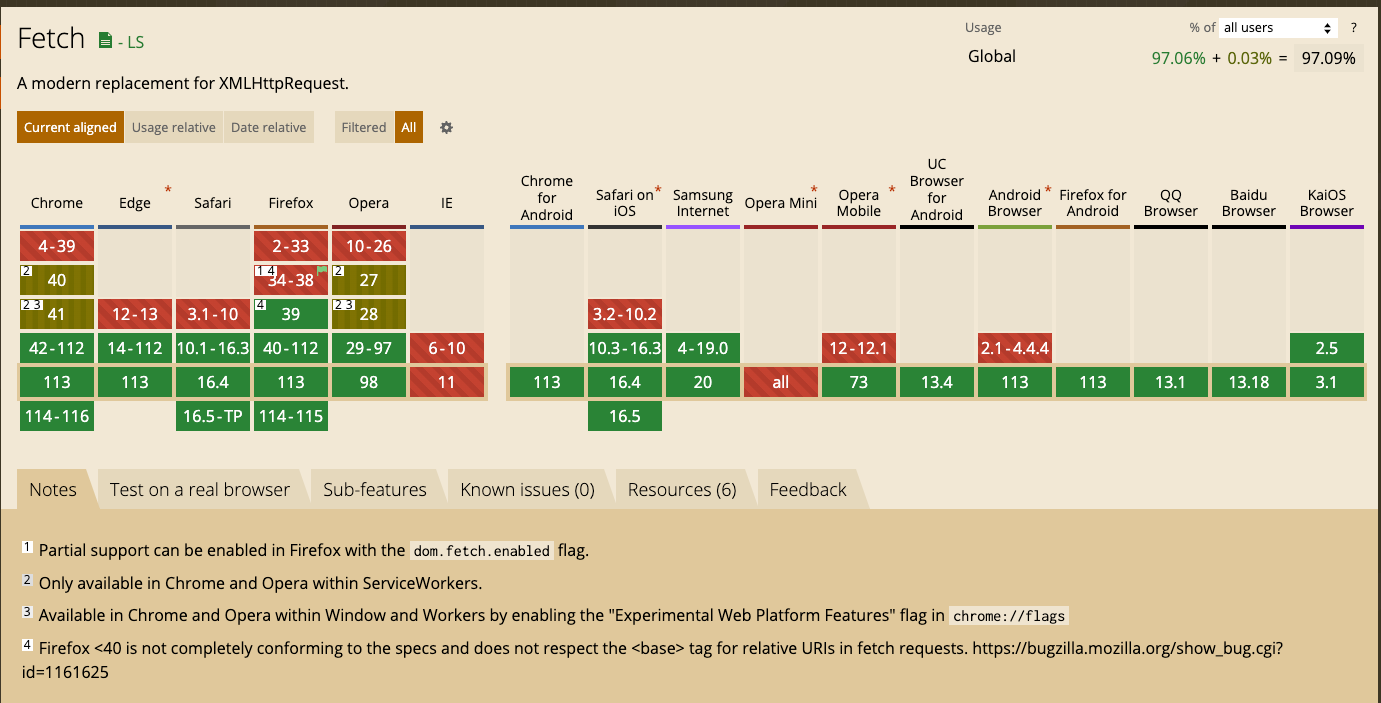 Fetch - LS
A modern replacement for XMLHttpRequest.
Usage % of all users ?
Global 97.06% + 0.03% = 97.09%
Current aligned Usage relative Date relative Filtered All
Chrome Edge * Safari Firefox Opera IE Chrome for Android Safari on iOS * Samsung Internet Opera Mini * Opera Mobile * UC Browser for Android Android Browser * Firefox for Android QQ Browser Baidu Browser KaiOS Browser
4-39 2-33 10-26
2 40 1 4 34-38 2 27
2 3 41 12-13 3.1-10 4 39 2 3 28 3.2-10.2
42-112 14-112 10.1-16.3 40-112 29-97 6-10 10.3-16.3 4-19.0 12-12.1 2.1-4.4.4 2.5
113 113 16.4 113 98 11 113 16.4 20 all 73 13.4 113 113 13.1 13.18 3.1
114-116 16.5-TP 114-115 16.5
Notes Test on a real browser Sub-features Known issues (0) Resources (6) Feedback
1 Partial support can be enabled in Firefox with the dom.fetch.enabled flag.
2 Only available in Chrome and Opera within ServiceWorkers.
3 Available in Chrome and Opera within Window and Workers by enabling the "Experimental Web Platform Features" flag in chrome://flags
4 Firefox <40 is not completely conforming to the specs and does not respect the <base> tag for relative URIs in fetch requests. https://bugzilla.mozilla.org/show_bug.cgi?
id=1161625